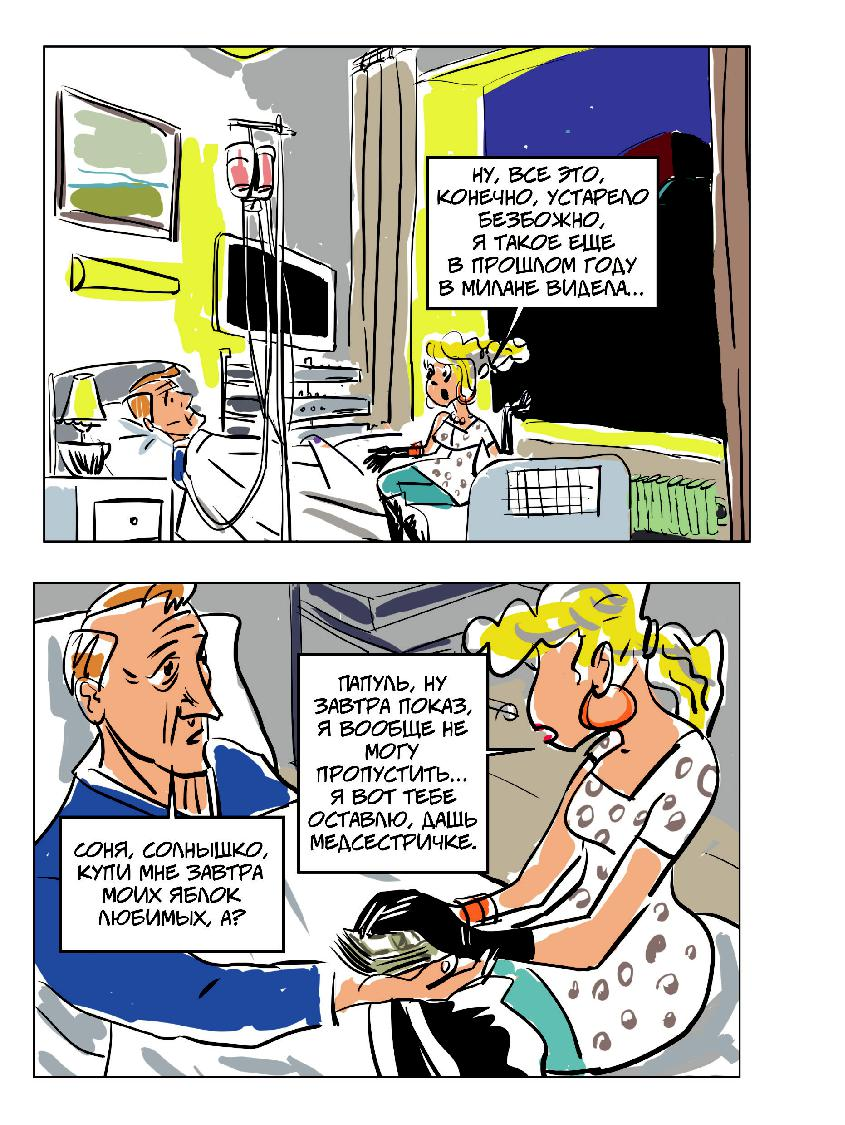 НУ, ВСЕ ЭТО,
КОНЕЧНО, УСТАРЕЛО
БЕЗБОЖНО,
Я ТАКОЕ ЕЩЕ
В ПРОШЛОМ ГОДУ
В МИЛАНЕ ВИДЕЛА...
СОНЯ, СОЛНЫШКО,
КУПИ МНЕ ЗАВТРА
МОИХ ЯБЛОК
ЛЮБИМЫХ, А?
ПАПУЛЬ, НУ
ЗАВТРА ПОКАЗ,
Я ВООБЩЕ НЕ
МОГУ
ПРОПУСТИТЬ...
Я ВОТ ТЕБЕ
ОСТАВЛЮ, ДАШЬ
МЕДСЕСТРИЧКЕ.